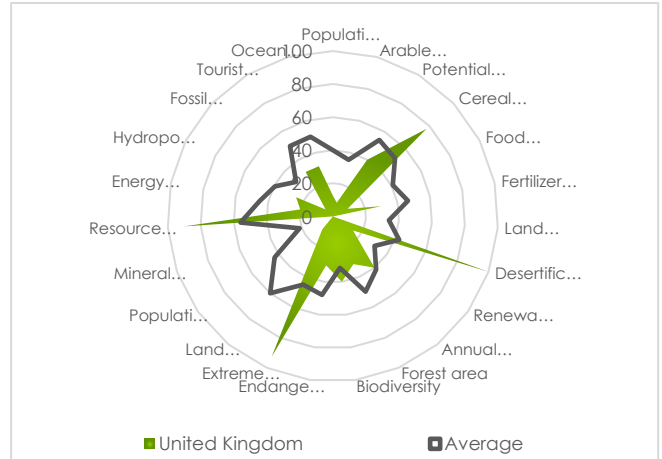 Populati...
Arable...
Potential...
Cereal...
Food...
Fertilizer...
Land...
Desertific...
Renewa...
Annual...
Forest area
Biodiversity
Endange...
Extreme...
Land...
Populati...
Mineral...
Resource...
Energy...
Hydropo...
Fossil...
Tourist...
Ocean...
100
80
60
40
20
0
United Kingdom
Average